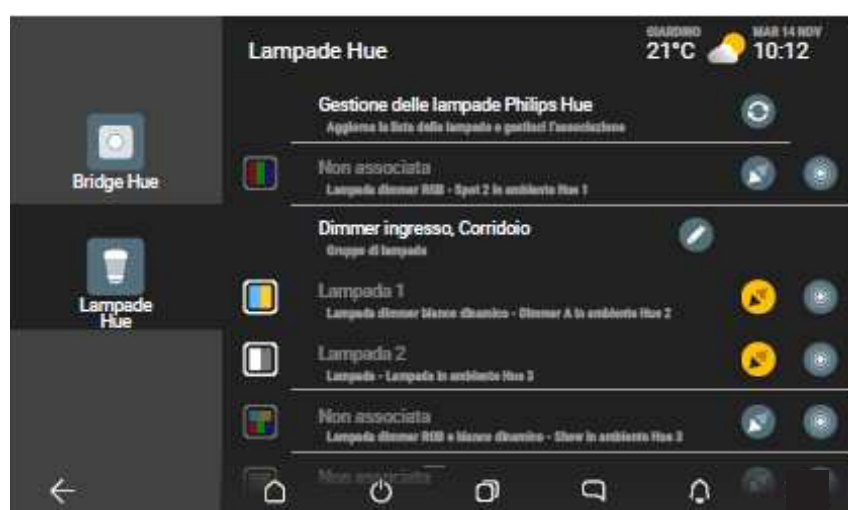 Lampade Hue
GIARDINO
21°C
MAR 14 NOV
10:12
Bridge Hue
Lampade
Hue
Gestione delle lampade Philips Hue
Aggiorna la lista delle lampade e gestisci l'associazione
Non associata
Lampada dimmer RGB - Spot 2 in ambiente Hue 1
Dimmer ingresso, Corridoio
Gruppo di lampade
Lampada 1
Lampada dimmer bianco dinamico - Dimmer A in ambiente Hue 2
Lampada 2
Lampada - Lampada in ambiente Hue 3
Non associata
Lampada dimmer RGB e bianco dinamico - Show in ambiente Hue 3
Non associata